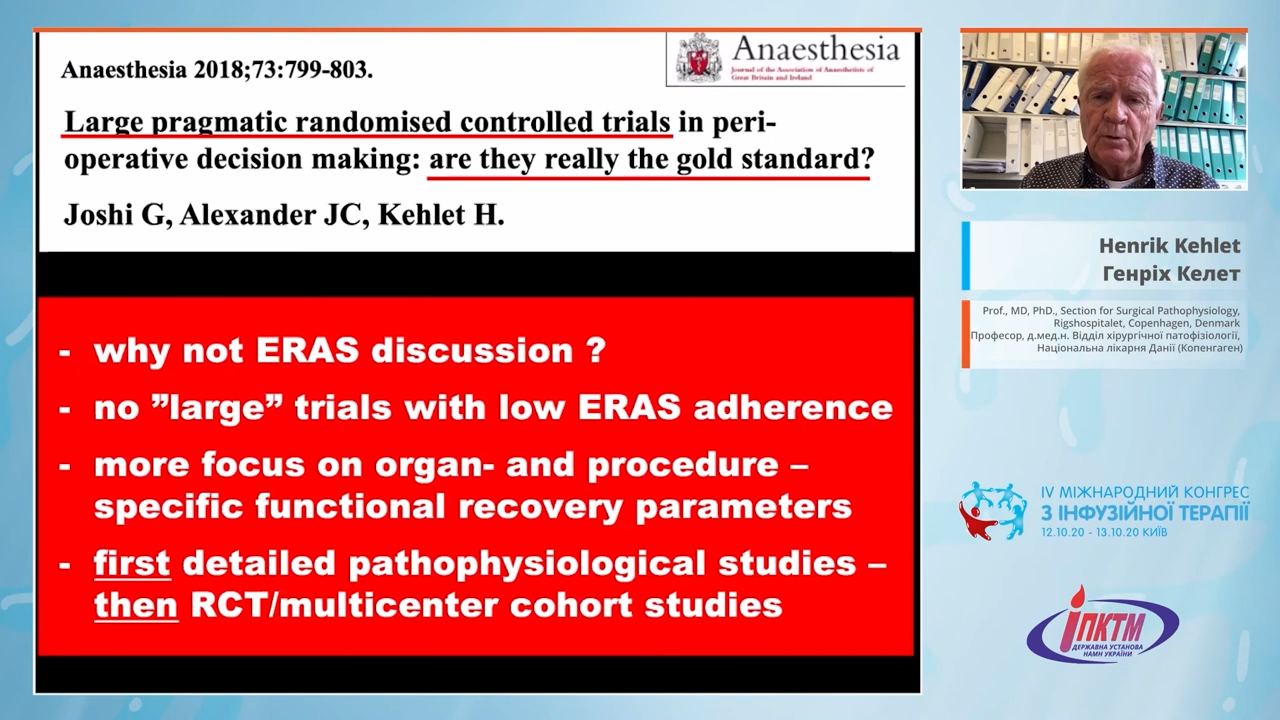 Anaesthesia 2018;73:799-803.
Anaesthesia
Journal of the Association of Anaesthetists of
Great Britain and Ireland
Large pragmatic randomised controlled trials in peri-
operative decision making: are they really the gold standard?
Joshi G, Alexander JC, Kehlet H.
- why not ERAS discussion ?
- no ”large” trials with low ERAS adherence
- more focus on organ- and procedure –
specific functional recovery parameters
- first detailed pathophysiological studies –
then RCT/multicenter cohort studies
Henrik Kehlet
Генріх Келет
Prof., MD, PhD., Section for Surgical Pathophysiology,
Rigshospitalet, Copenhagen, Denmark
Професор, д.мед.н. Відділ хірургічної патофізіології,
Національна лікарня Данії (Копенгаген)
IV МІЖНАРОДНИЙ КОНГРЕС
З ІНФУЗІЙНОЇ ТЕРАПІЇ
12.10.20 - 13.10.20 КИЇВ
ІПКТМ
ДЕРЖАВНА УСТАНОВА
НАМН УКРАЇНИ